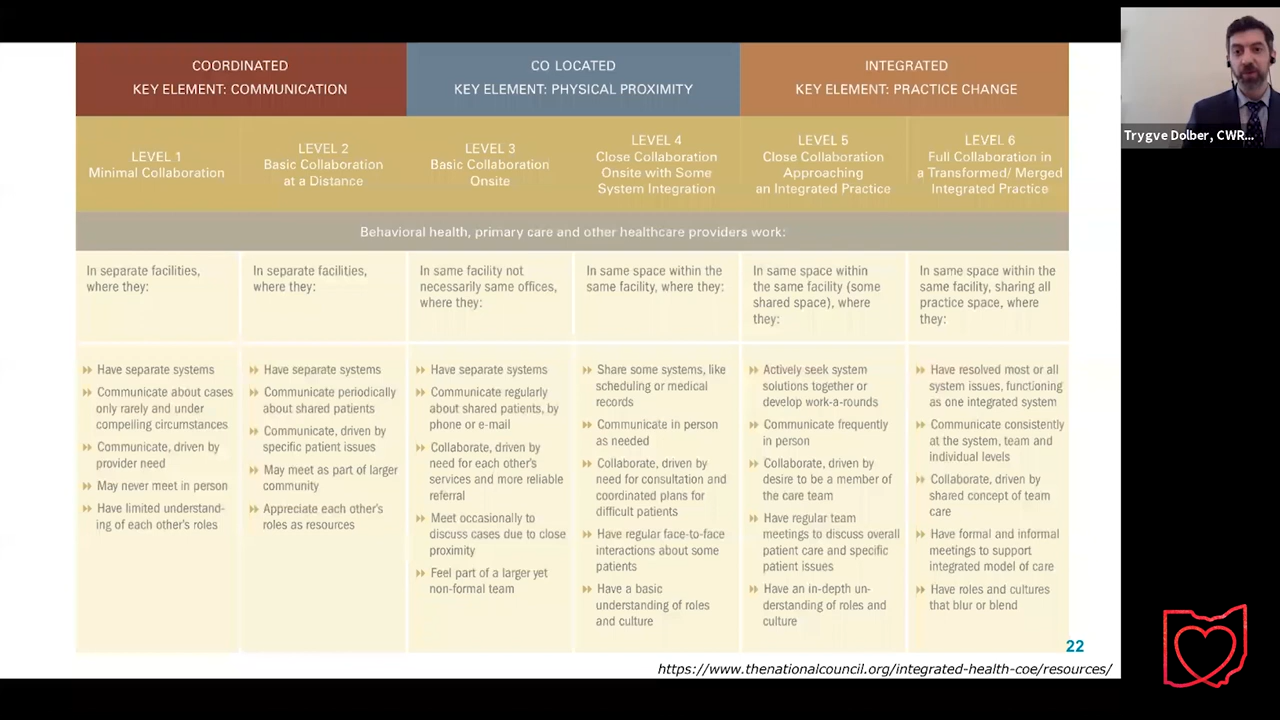 COORDINATED
KEY ELEMENT: COMMUNICATION
CO LOCATED
KEY ELEMENT: PHYSICAL PROXIMITY
INTEGRATED
KEY ELEMENT: PRACTICE CHANGE
LEVEL 1
Minimal Collaboration
LEVEL 2
Basic Collaboration
at a Distance
LEVEL 3
Basic Collaboration
Onsite
LEVEL 4
Close Collaboration
Onsite with Some
System Integration
LEVEL 5
Close Collaboration
Approaching
an Integrated Practice
LEVEL 6
Full Collaboration in
a Transformed/ Merged
Integrated Practice
Behavioral health, primary care and other healthcare providers work:
In separate facilities,
where they:
In separate facilities,
where they:
In same facility not
necessarily same offices,
where they:
In same space within the
same facility, where they:
In same space within
the same facility (some
shared space), where
they:
In same space within the
same facility, sharing all
practice space, where
they:
Have separate systems
Communicate about cases
only rarely and under
compelling circumstances
Communicate, driven by
provider need
May never meet in person
Have limited understand-
ing of each other's roles
Have separate systems
Communicate periodically
about shared patients
Communicate, driven by
specific patient issues
May meet as part of larger
community
Appreciate each other's
roles as resources
Have separate systems
Communicate regularly
about shared patients, by
phone or e-mail
Collaborate, driven by
need for each other's
services and more reliable
referral
Meet occasionally to
discuss cases due to close
proximity
Feel part of a larger yet
non-formal team
Share some systems, like
scheduling or medical
records
Communicate in person
as needed
Collaborate, driven by
need for consultation and
coordinated plans for
difficult patients
Have regular face-to-face
interactions about some
patients
Have a basic
understanding of roles
and culture
Actively seek system
solutions together or
develop work-a-rounds
Communicate frequently
in person
Collaborate, driven by
desire to be a member of
the care team
Have regular team
meetings to discuss overall
patient care and specific
patient issues
Have an in-depth un-
derstanding of roles and
culture
Have resolved most or all
system issues, functioning
as one integrated system
Communicate consistently
at the system, team and
individual levels
Collaborate, driven by
shared concept of team
care
Have formal and informal
meetings to support
integrated model of care
Have roles and cultures
that blur or blend
22
https://www.thenationalcouncil.org/integrated-health-coe/resources/
Trygve Dolber, CWR...